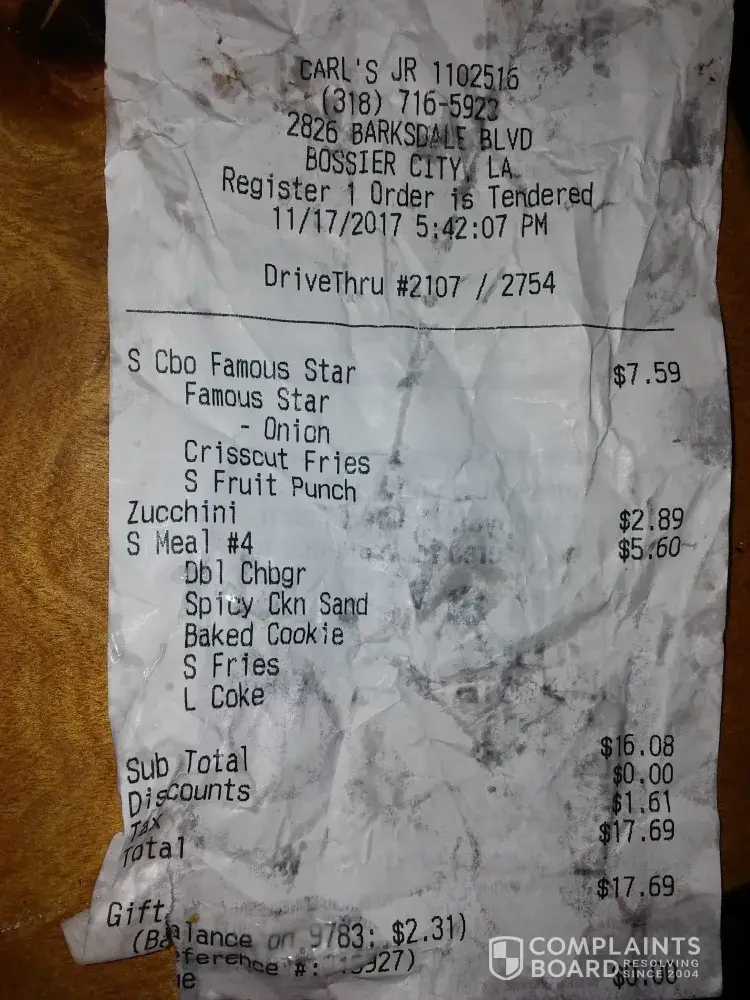 CARL'S JR 1102516
(318) 716-5923
2826 BARKSDALE BLVD
BOSSIER CITY, LA
Register 1 Order is Tendered
11/17/2017 5:42:07 PM
DriveThru #2107 / 2754
S Cbo Famous Star $7.59
Famous Star
- Onion
Crisscut Fries
S Fruit Punch
Zucchini $2.89
S Meal #4 $5.60
Dbl Chbgr
Spicy Ckn Sand
Baked Cookie
S Fries
L Coke
Sub Total $16.08
Discounts $0.00
Tax $1.61
Total $17.69
Gift $17.69
(Balance on 9783: $2.31)
ference #:
COMPLAINTS
BOARD RESOLVING
SINCE 2004